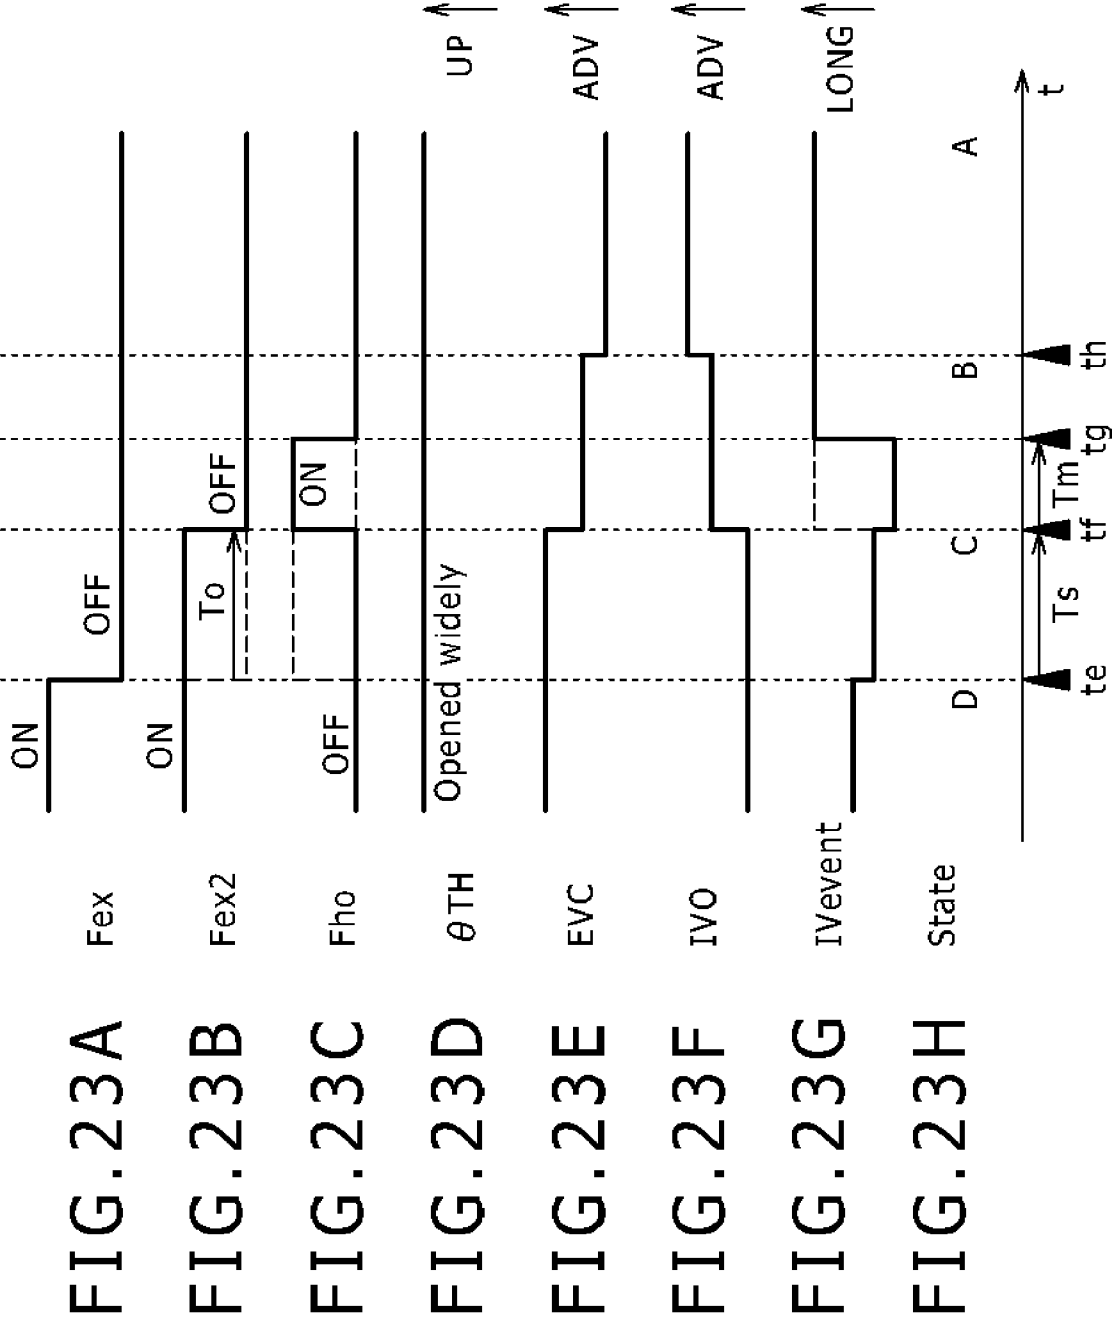 FIG.23A Fex ON OFF
FIG.23B Fex2 ON To OFF
FIG.23C Fho OFF ON
FIG.23D θTH Opened widely UP
FIG.23E EVC ADV
FIG.23F IVO ADV
FIG.23G IVevent LONG
FIG.23H State D C B A
Ts Tm t
te tf tg th